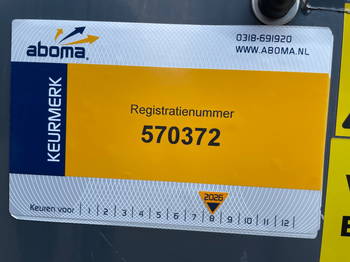 aboma.
0318-691920
WWW.ABOMA.NL
KEURMERK
Registratienummer
570372
2026
Keuren voor 1 2 3 4 5 6 7 8 9 10 11 12